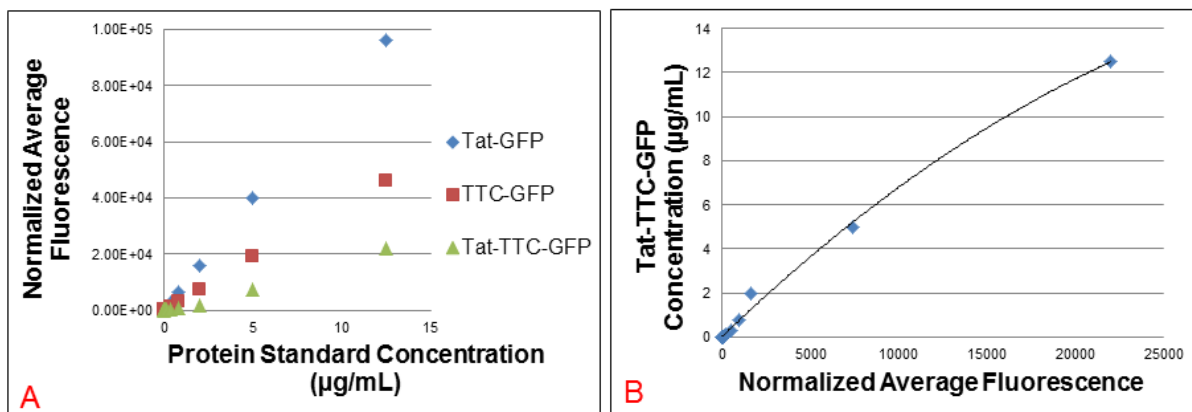 1.00E+05
8.00E+04
6.00E+04
4.00E+04
2.00E+04
0.00E+00
Normalized Average
Fluorescence
0 5 10 15
Protein Standard Concentration
(µg/mL)
Tat-GFP
TTC-GFP
Tat-TTC-GFP
A
14
12
10
8
6
4
2
0
Tat-TTC-GFP
Concentration (µg/mL)
0 5000 10000 15000 20000 25000
Normalized Average Fluorescence
B